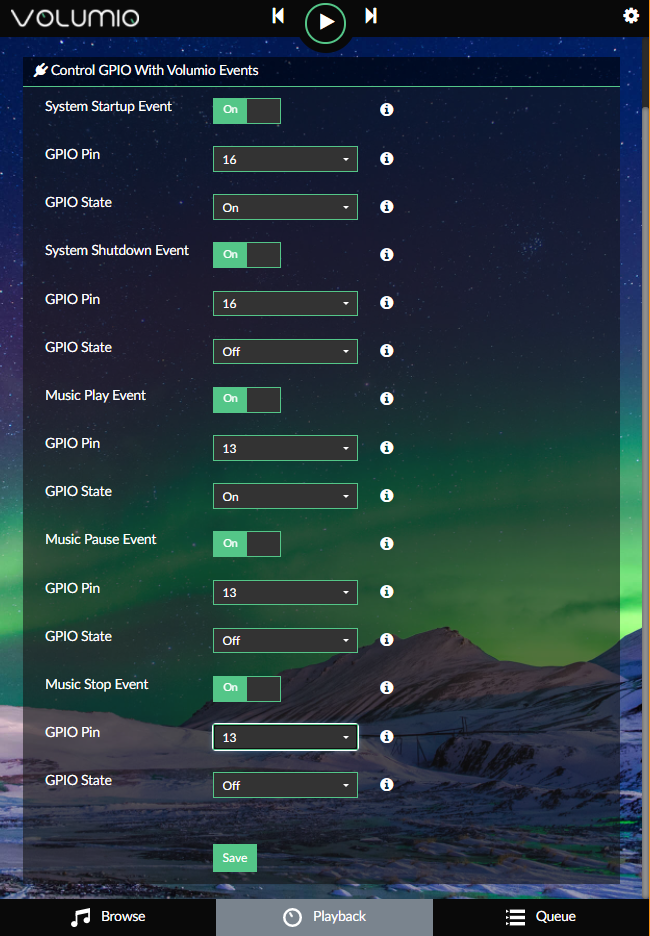 VOLUMIO
Control GPIO With Volumio Events
System Startup Event On
GPIO Pin 16
GPIO State On
System Shutdown Event On
GPIO Pin 16
GPIO State Off
Music Play Event On
GPIO Pin 13
GPIO State On
Music Pause Event On
GPIO Pin 13
GPIO State Off
Music Stop Event On
GPIO Pin 13
GPIO State Off
Save
Browse Playback Queue